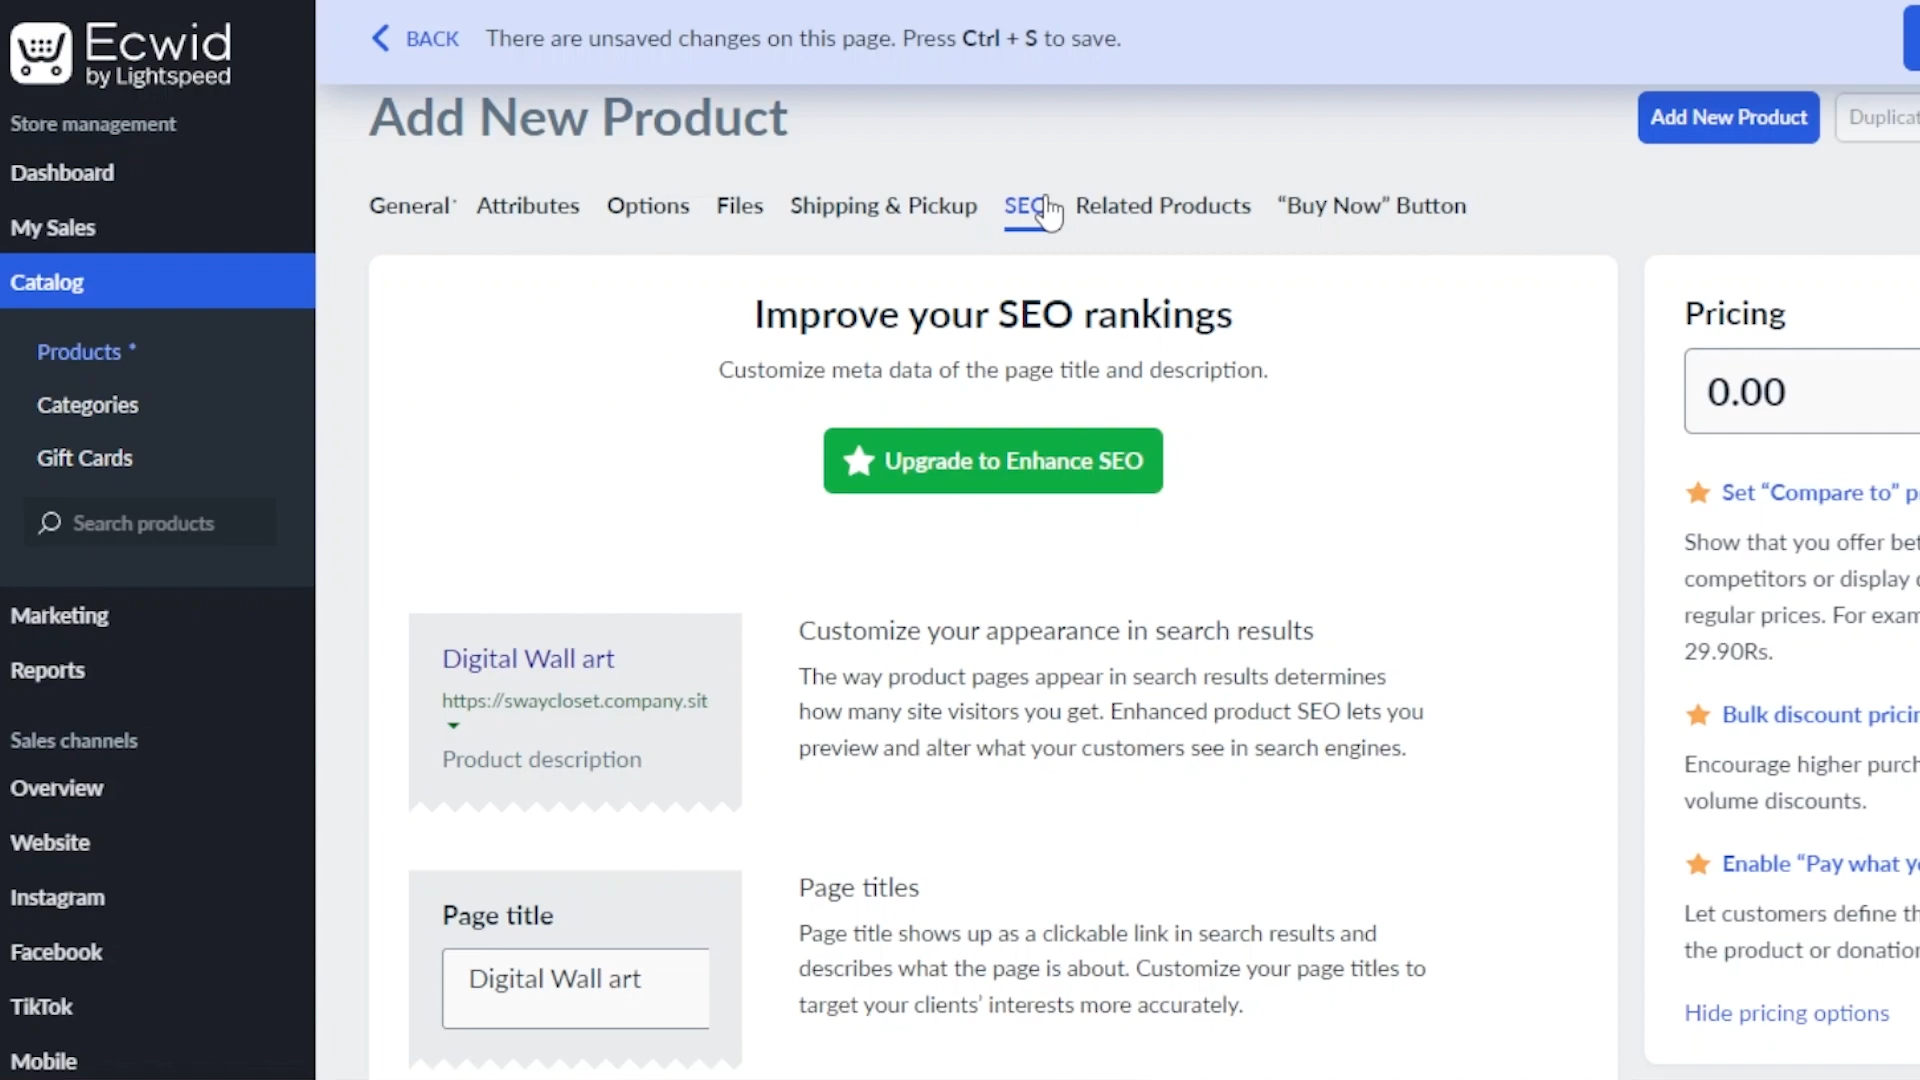 Ecwid
by Lightspeed
Store management
Dashboard
My Sales
Catalog
Products *
Categories
Gift Cards
Search products
Marketing
Reports
Sales channels
Overview
Website
Instagram
Facebook
TikTok
Mobile
BACK There are unsaved changes on this page. Press Ctrl + S to save.
Add New Product
Add New Product
General* Attributes Options Files Shipping & Pickup SEO Related Products “Buy Now” Button
Improve your SEO rankings
Customize meta data of the page title and description.
Upgrade to Enhance SEO
Digital Wall art
https://swaycloset.company.sit
Product description
Customize your appearance in search results
The way product pages appear in search results determines
how many site visitors you get. Enhanced product SEO lets you
preview and alter what your customers see in search engines.
Page title
Digital Wall art
Page titles
Page title shows up as a clickable link in search results and
describes what the page is about. Customize your page titles to
target your clients’ interests more accurately.
Pricing
0.00
Set “Compare to”
Show that you offer
competitors or display
regular prices. For
29.90Rs.
Bulk discount
Encourage higher
volume discounts.
Enable “Pay what
Let customers define
the product or
Hide pricing options